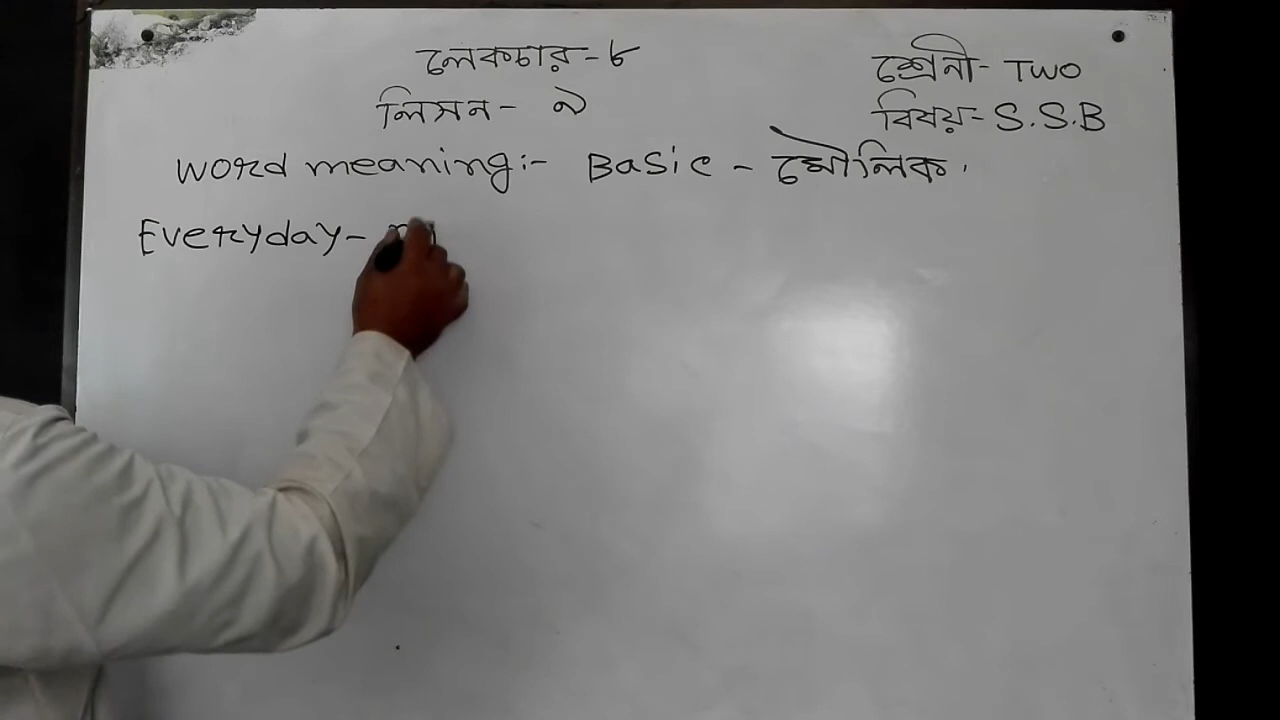 লেকচার - ৮
শ্রেনী - TWO
লিসন - ৯
বিষয় - S.S.B
Word meaning:- Basic - মৌলিক.
Everyday -